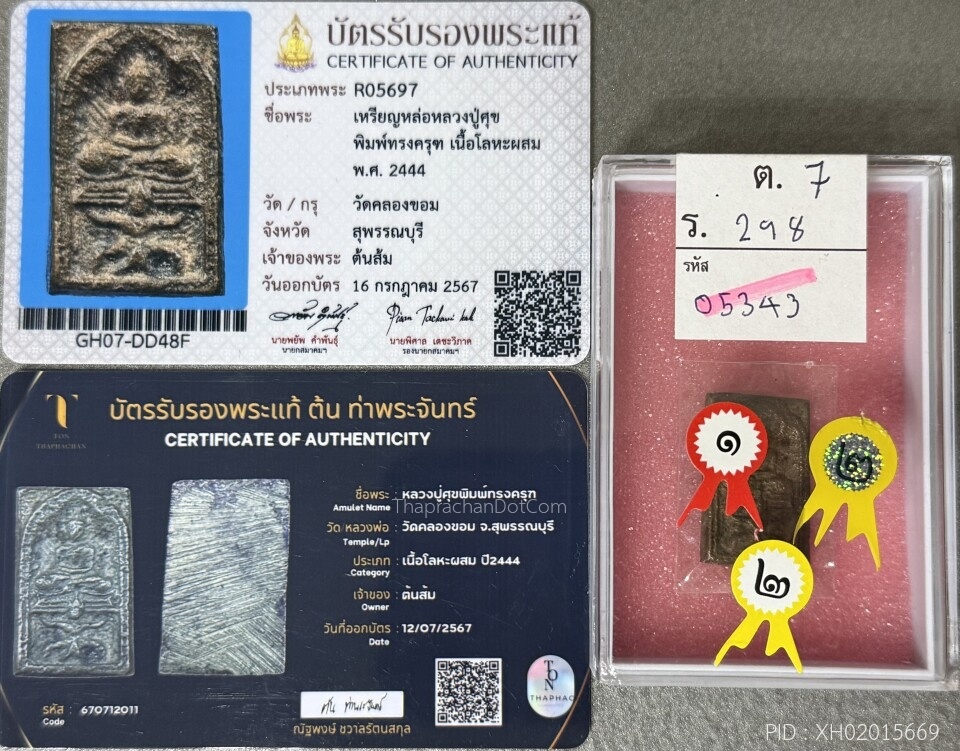 บัตรรับรองพระแท้
CERTIFICATE OF AUTHENTICITY
ประเภทพระ R05697
ชื่อพระ เหรียญหล่อหลวงปู่ศุข
พิมพ์ทรงครุฑ เนื้อโลหะผสม
พ.ศ. 2444
วัด / กรุ วัดคลองขอม
จังหวัด สุพรรณบุรี
เจ้าของพระ ต้นส้ม
วันออกบัตร 16 กรกฎาคม 2567
นายพยัพ คำพันธุ์
นายกสมาคมฯ
นายพิศาล เตชะวิภาค
รองนายกสมาคมฯ
GH07-DD48F
T
TON
THAPRACHAN
บัตรรับรองพระแท้ ต้น ท่าพระจันทร์
CERTIFICATE OF AUTHENTICITY
ชื่อพระ : หลวงปู่ศุขพิมพ์ทรงครุฑ
Amulet Name
ThaprachanDotCom
วัด/หลวงพ่อ : วัดคลองขอม จ.สุพรรณบุรี
Temple/Lp
ประเภท : เนื้อโลหะผสม ปี2444
Category
เจ้าของ : ต้นส้ม
Owner
วันที่ออกบัตร : 12/07/2567
Date
รหัส : 670712011
Code
ต้น ท่าพระจันทร์
ณัฐพงษ์ ชวาลรัตนสกุล
TON
THAPHAC
ต. 7
ร. 298
รหัส
05343
๑
๒
๒
PID : XH02015669